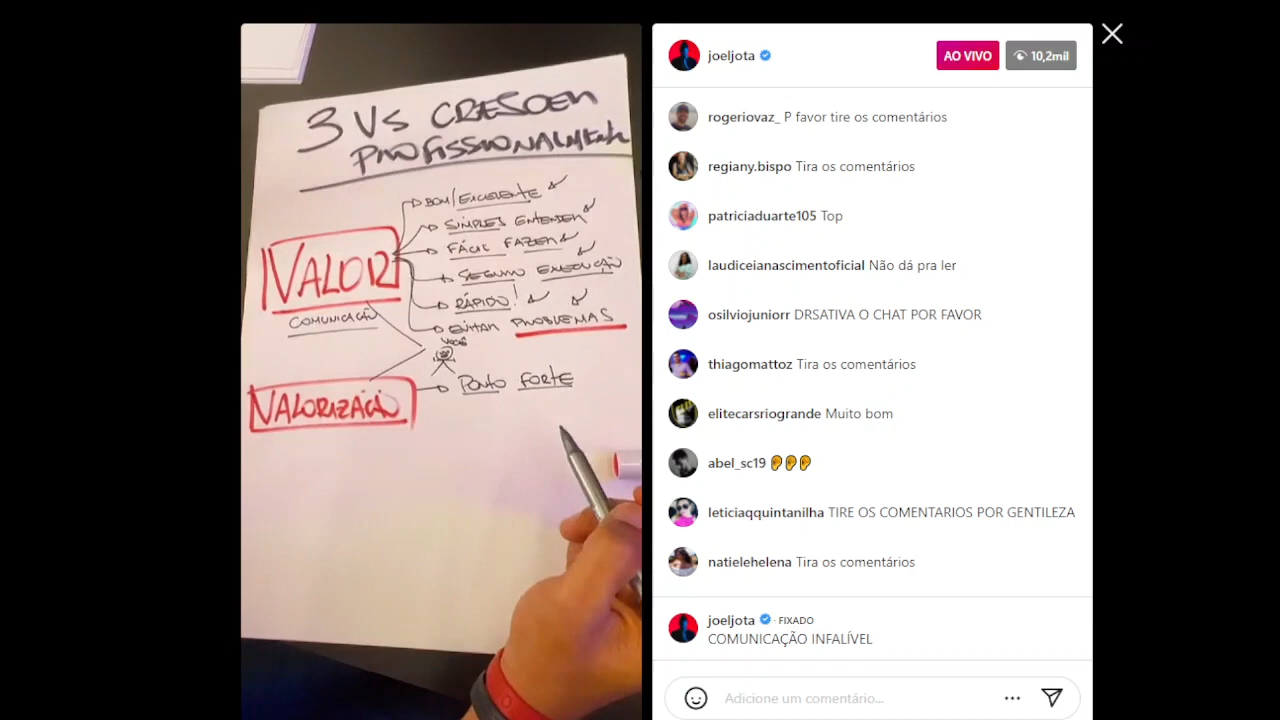 3 VS CRESCER
PROFISSIONALMENTE
BOM/EXCELENTE
SIMPLES ENTENDER
FÁCIL FAZER
SEGURO EXECUÇÃO
RÁPIDO!
EVITAR PROBLEMAS
VALOR
COMUNICAÇÃO
VOCÊ
PONTO FORTE
VALORIZAÇÃO
joeljota
AO VIVO
10,2mil
rogeriovaz_ P favor tire os comentários
regiany.bispo Tira os comentários
patriciaduarte105 Top
laudiceianascimentoficial Não dá pra ler
osilviojuniorr DRSATIVA O CHAT POR FAVOR
thiagomattoz Tira os comentários
elitecarsriogrande Muito bom
abel_sc19 👂👂👂
leticiaqquintanilha TIRE OS COMENTARIOS POR GENTILEZA
natielehelena Tira os comentários
joeljota · FIXADO
COMUNICAÇÃO INFALÍVEL
Adicione um comentário...